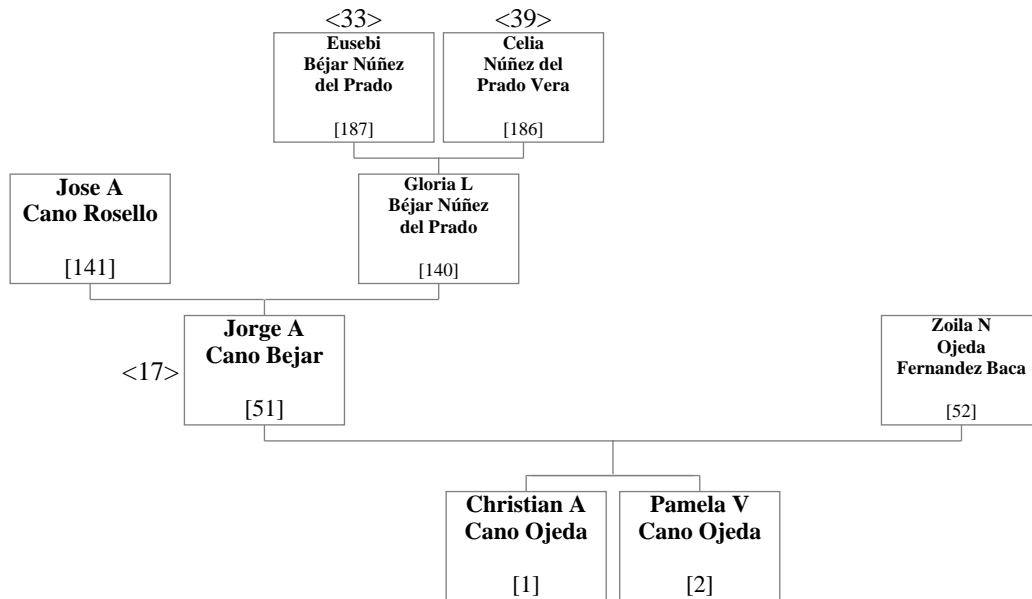 <33>
<39>
Eusebi
Béjar Núñez
del Prado
[187]
Celia
Núñez del
Prado Vera
[186]
Jose A
Cano Rosello
[141]
Gloria L
Béjar Núñez
del Prado
[140]
<17>
Jorge A
Cano Bejar
[51]
Zoila N
Ojeda
Fernandez Baca
[52]
Christian A
Cano Ojeda
[1]
Pamela V
Cano Ojeda
[2]